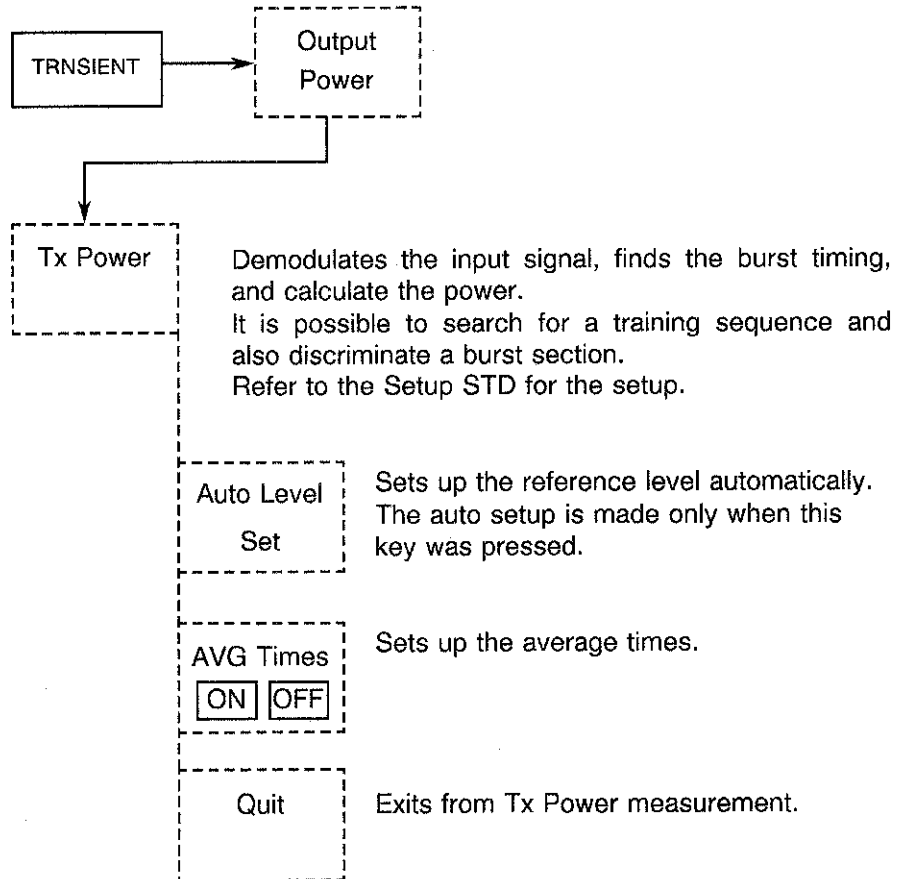 TRNSIENT
Output
Power
Tx Power
Demodulates the input signal, finds the burst timing,
and calculate the power.
It is possible to search for a training sequence and
also discriminate a burst section.
Refer to the Setup STD for the setup.
Auto Level
Set
Sets up the reference level automatically.
The auto setup is made only when this
key was pressed.
AVG Times
ON OFF
Sets up the average times.
Quit
Exits from Tx Power measurement.